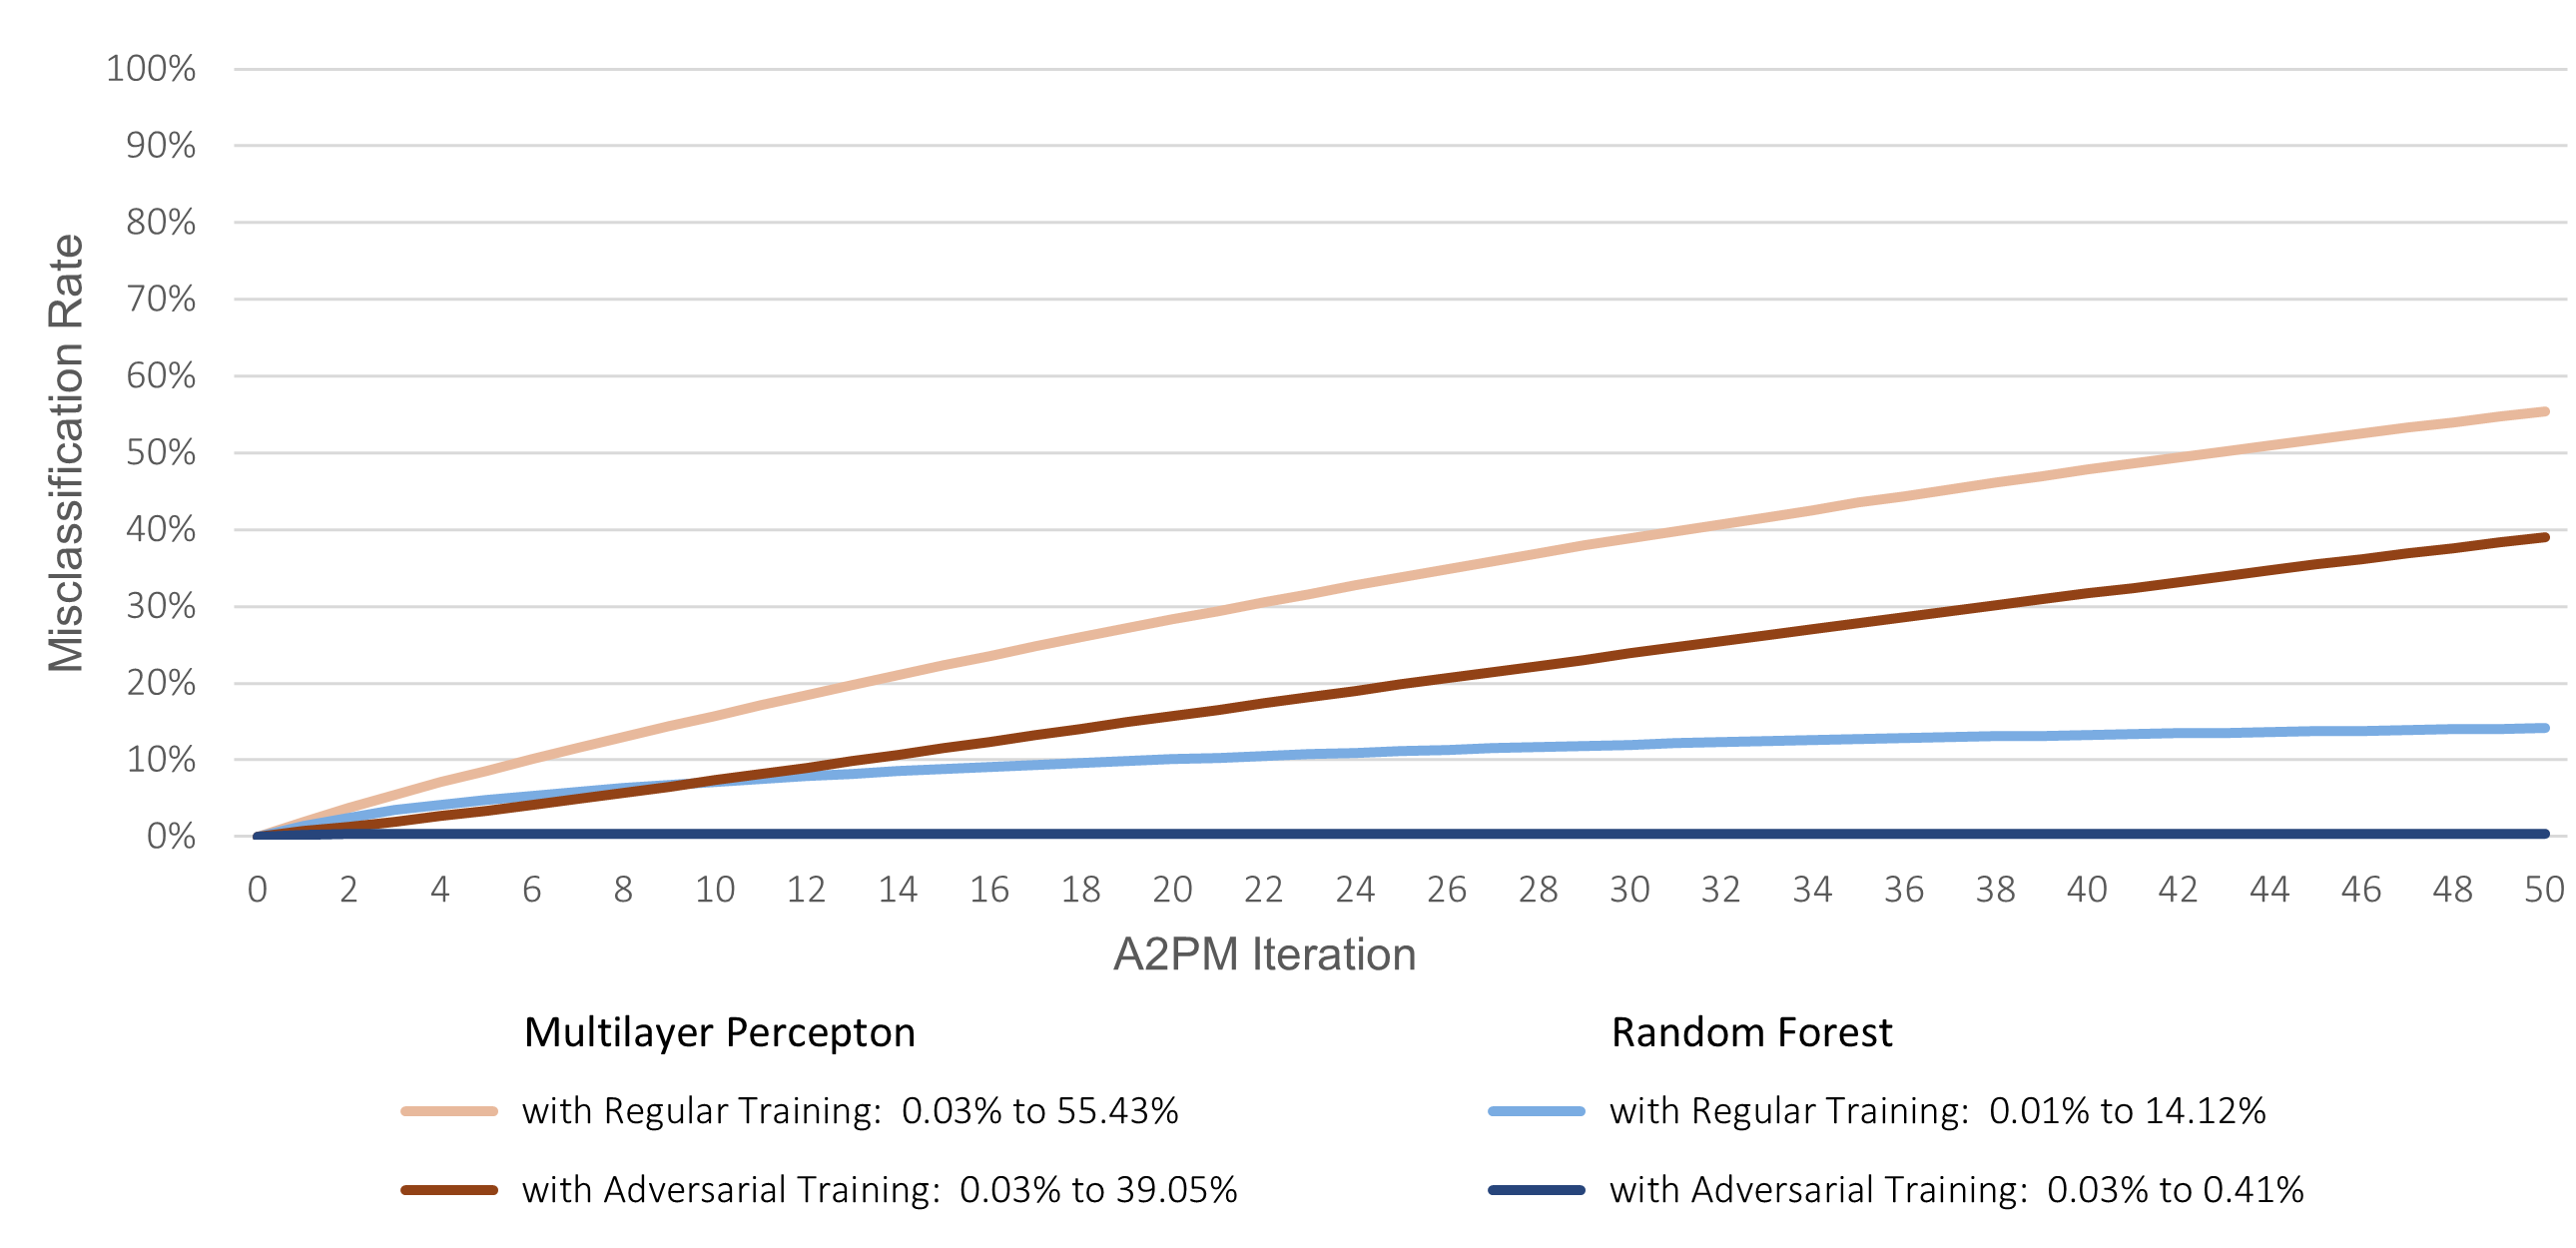 100%
90%
80%
70%
60%
50%
40%
30%
20%
10%
0%
Misclassification Rate
0 2 4 6 8 10 12 14 16 18 20 22 24 26 28 30 32 34 36 38 40 42 44 46 48 50
A2PM Iteration
Multilayer Percepton
with Regular Training: 0.03% to 55.43%
with Adversarial Training: 0.03% to 39.05%
Random Forest
with Regular Training: 0.01% to 14.12%
with Adversarial Training: 0.03% to 0.41%